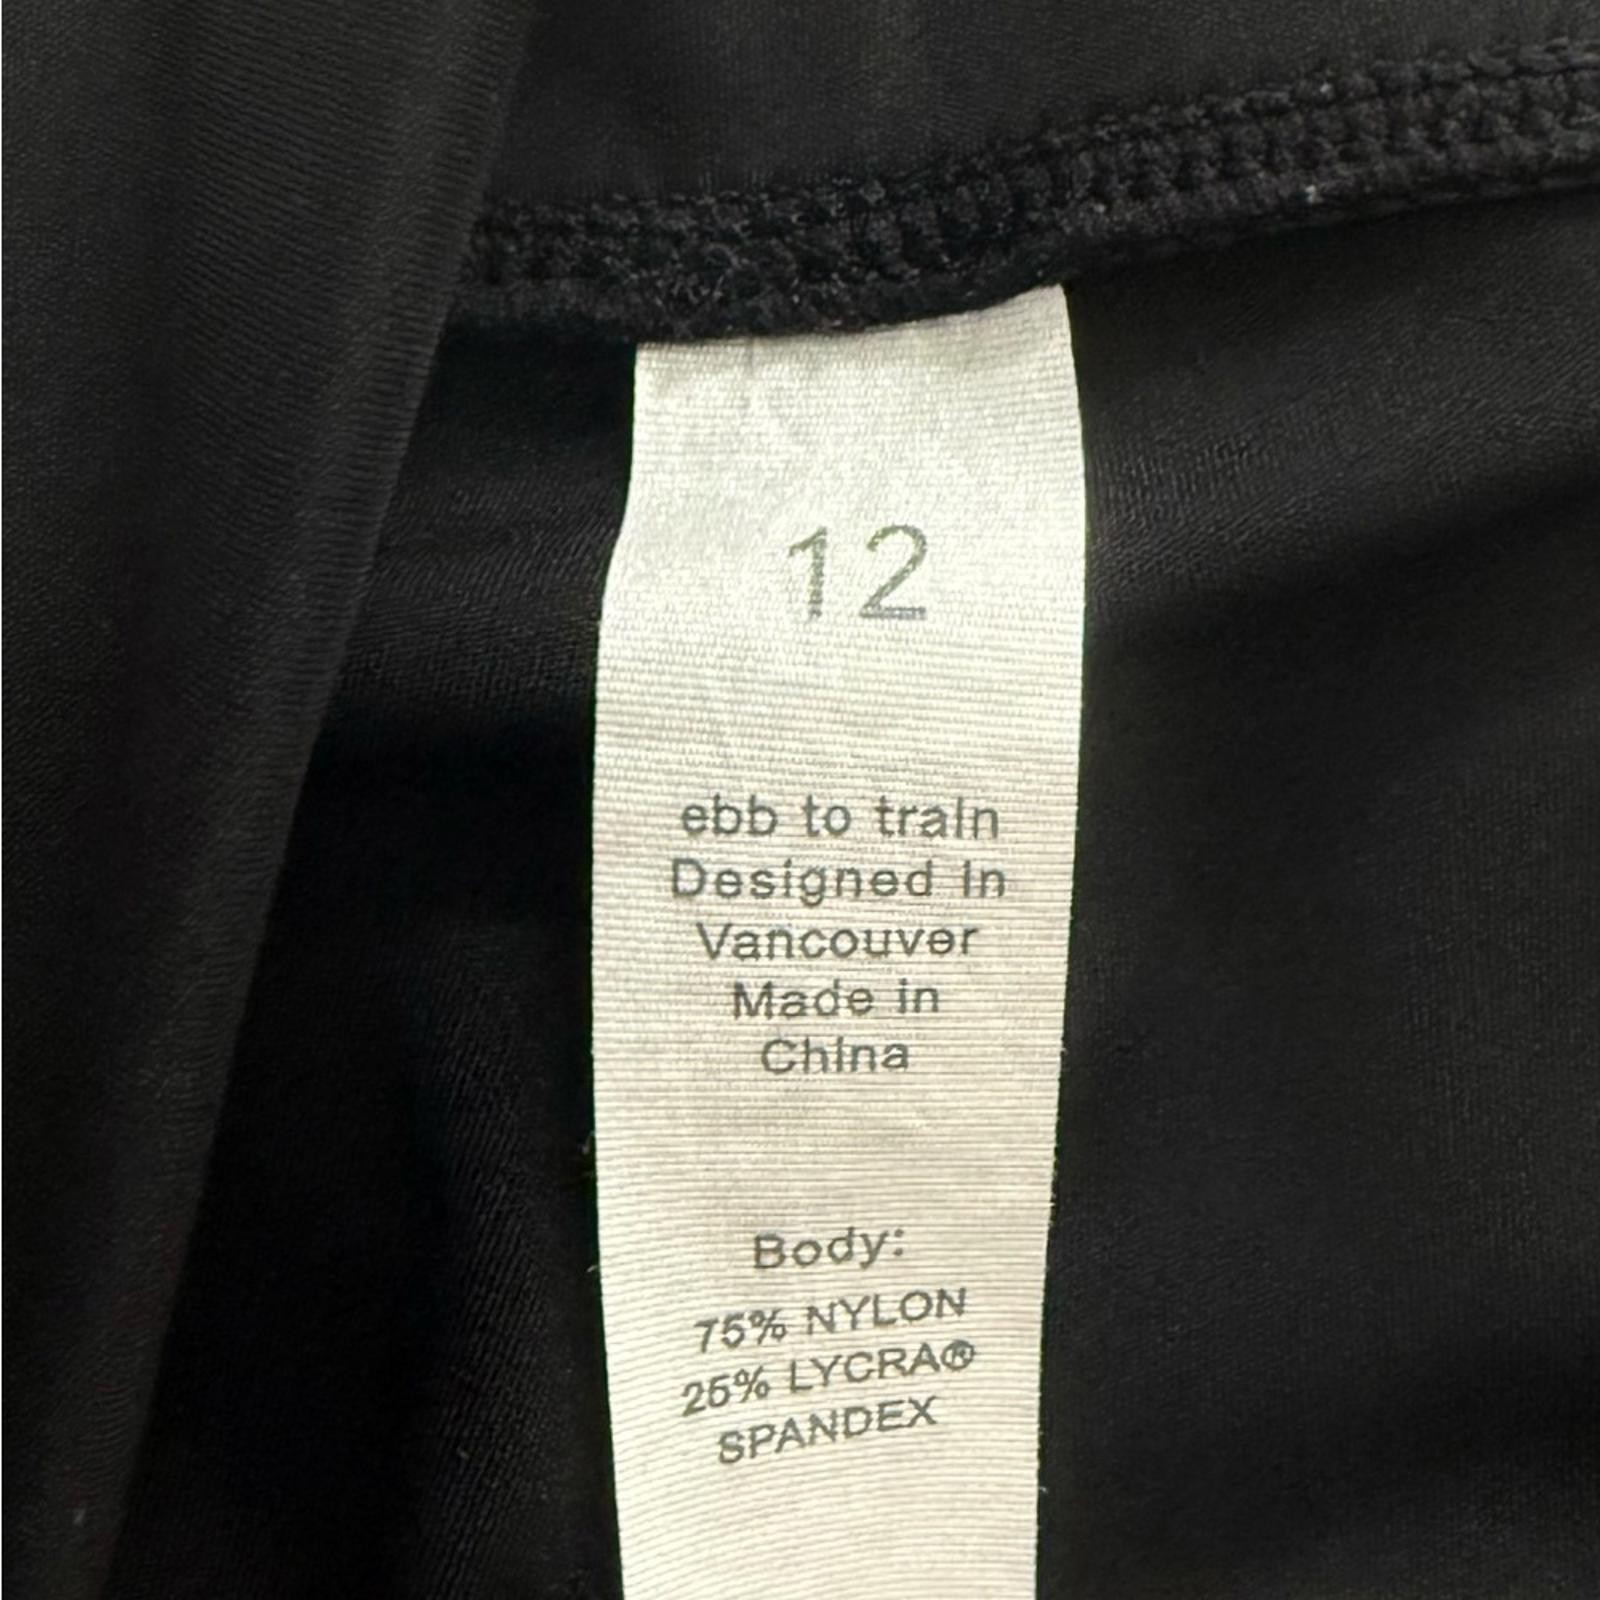 12
ebb to train
Designed in
Vancouver
Made in
China
Body:
75% NYLON
25% LYCRA®
SPANDEX